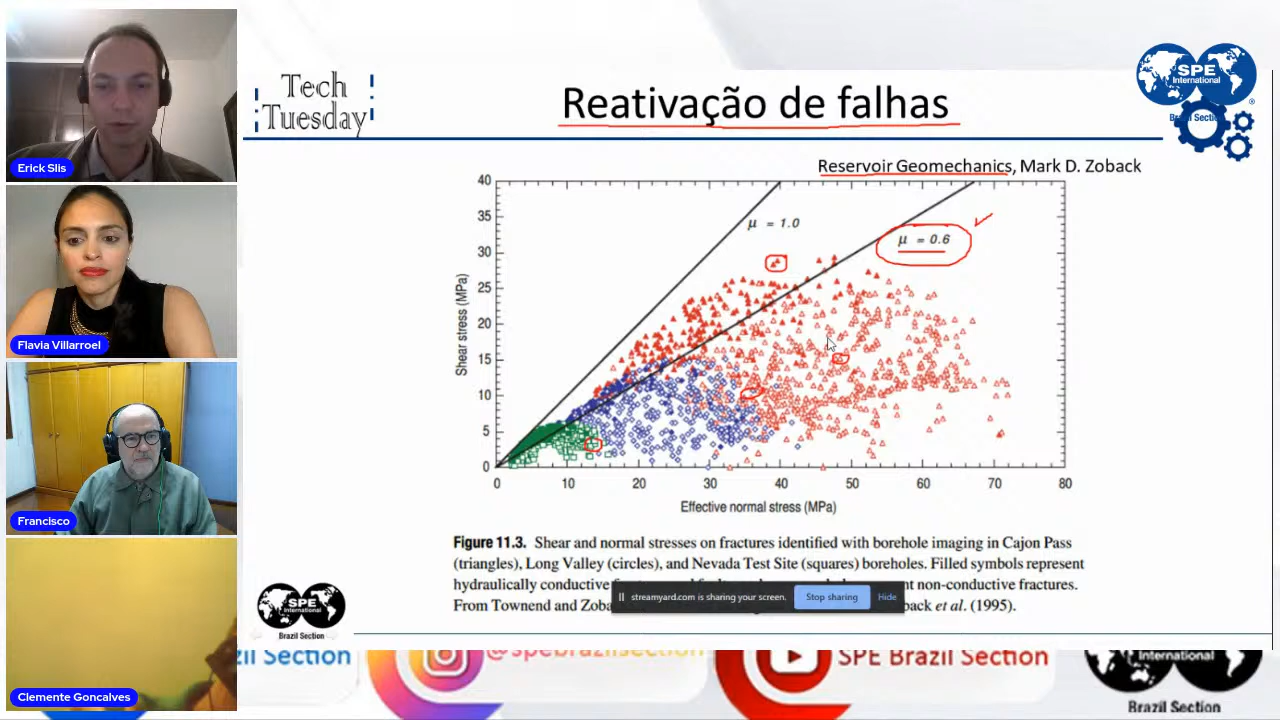 Erick Slis
Flavia Villarroel
Francisco
Clemente Goncalves
Tech
Tuesday
Reativação de falhas
SPE
International
®
Reservoir Geomechanics, Mark D. Zoback
40
35
30
25
20
15
10
5
0
Shear stress (MPa)
μ = 1.0
μ = 0.6
0
10
20
30
40
50
60
70
80
Effective normal stress (MPa)
Figure 11.3. Shear and normal stresses on fractures identified with borehole imaging in Cajon Pass
(triangles), Long Valley (circles), and Nevada Test Site (squares) boreholes. Filled symbols represent
hydraulically conductive non-conductive fractures.
From Townend and et al. (1995).
streamyard.com is sharing your screen.
Stop sharing
Hide
SPE
International
Brazil Section
Section
@spebrazilsection
SPE Brazil Section
International
Brazil Section